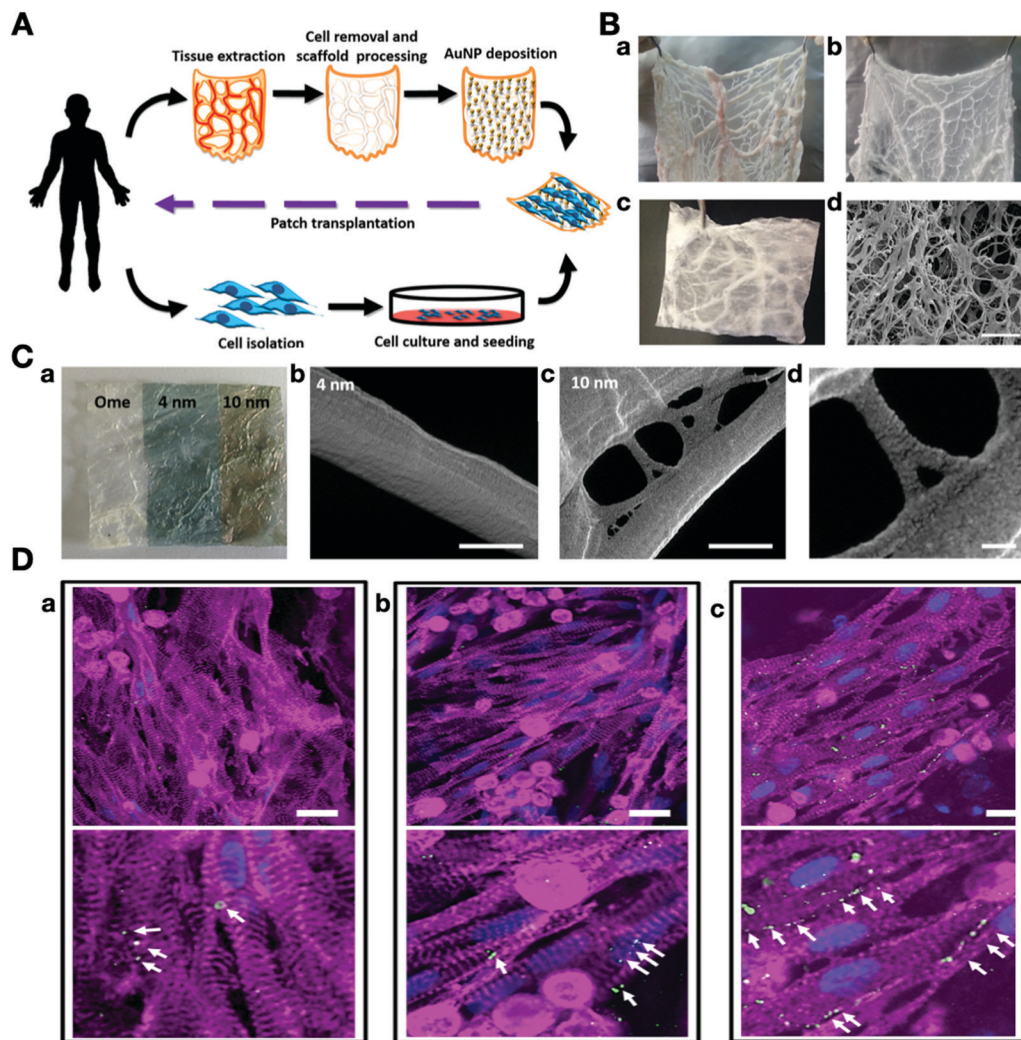 A
Tissue extraction
Cell removal and
scaffold processing
AuNP deposition
Patch transplantation
Cell isolation
Cell culture and seeding
B
a
b
c
d
C
a
Ome
4 nm
10 nm
b
4 nm
c
10 nm
d
D
a
b
c